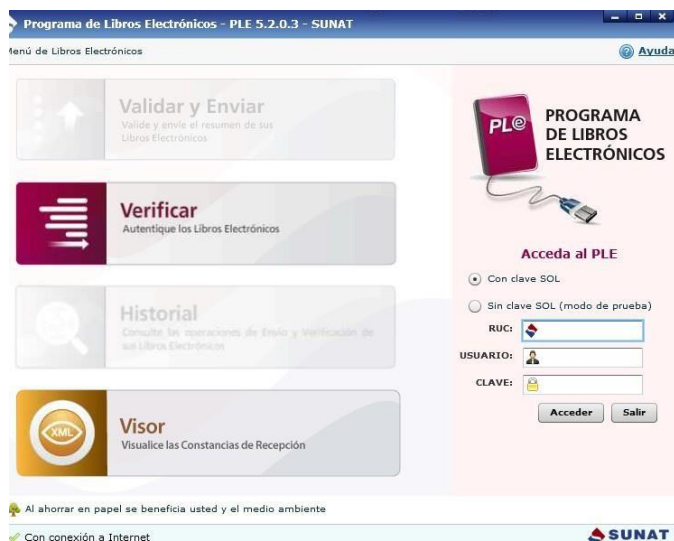 Programa de Libros Electrónicos - PLE 5.2.0.3 - SUNAT
Menú de Libros Electrónicos
Ayuda
Validar y Enviar
Valide y envíe el resumen de sus
Libros Electrónicos
Verificar
Autentique los Libros Electrónicos
Historial
Consulte las operaciones de Envío y Verificación de
sus Libros Electrónicos
Visor
Visualice las Constancias de Recepción
XML
PLe
PROGRAMA
DE LIBROS
ELECTRÓNICOS
Acceda al PLE
Con clave SOL
Sin clave SOL (modo de prueba)
RUC:
USUARIO:
CLAVE:
Acceder
Salir
Al ahorrar en papel se beneficia usted y el medio ambiente
Con conexión a Internet
SUNAT